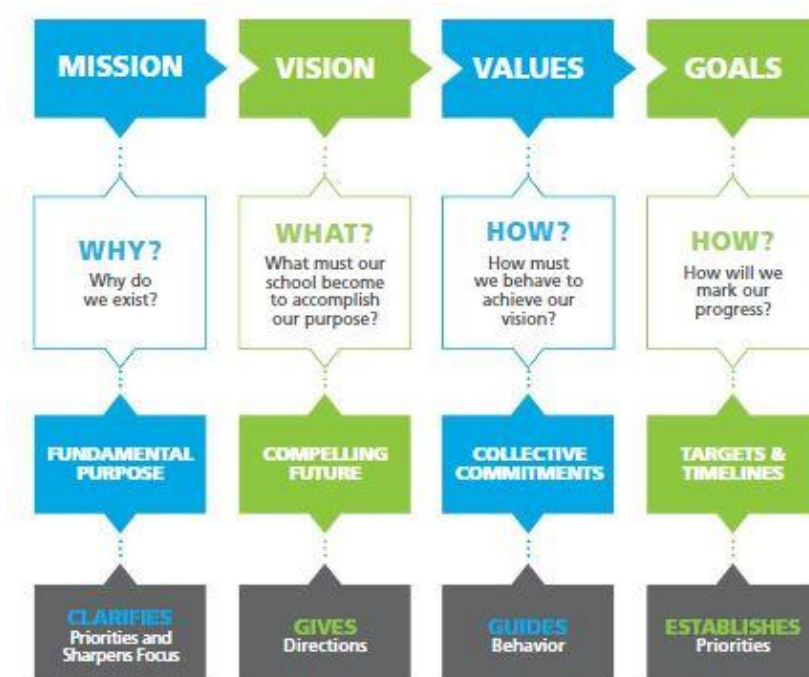 MISSION
VISION
VALUES
GOALS
WHY?
Why do
we exist?
WHAT?
What must our
school become
to accomplish
our purpose?
HOW?
How must
we behave to
achieve our
vision?
HOW?
How will we
mark our
progress?
FUNDAMENTAL
PURPOSE
COMPELLING
FUTURE
COLLECTIVE
COMMITMENTS
TARGETS &
TIMELINES
CLARIFIES
Priorities and
Sharpens Focus
GIVES
Directions
GUIDES
Behavior
ESTABLISHES
Priorities